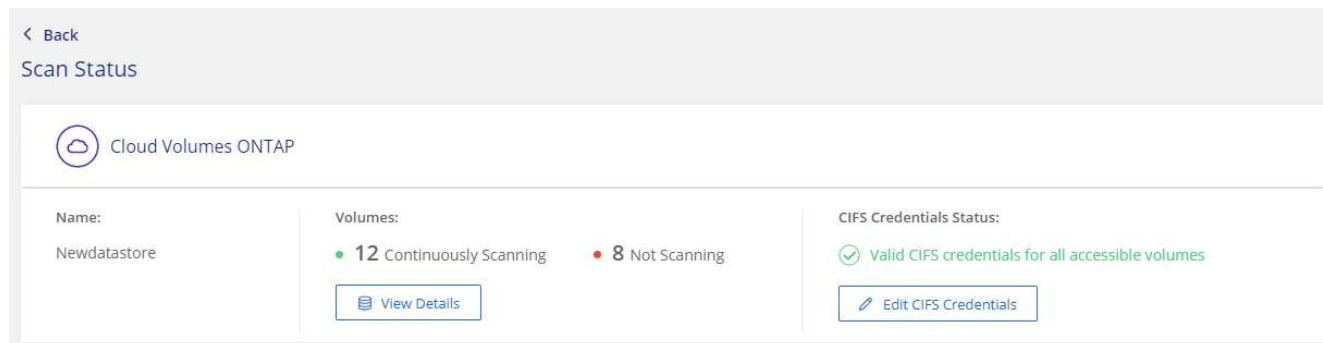 Back
Scan Status
Cloud Volumes ONTAP
Name:
Newdatastore
Volumes:
12 Continuously Scanning
8 Not Scanning
View Details
CIFS Credentials Status:
Valid CIFS credentials for all accessible volumes
Edit CIFS Credentials